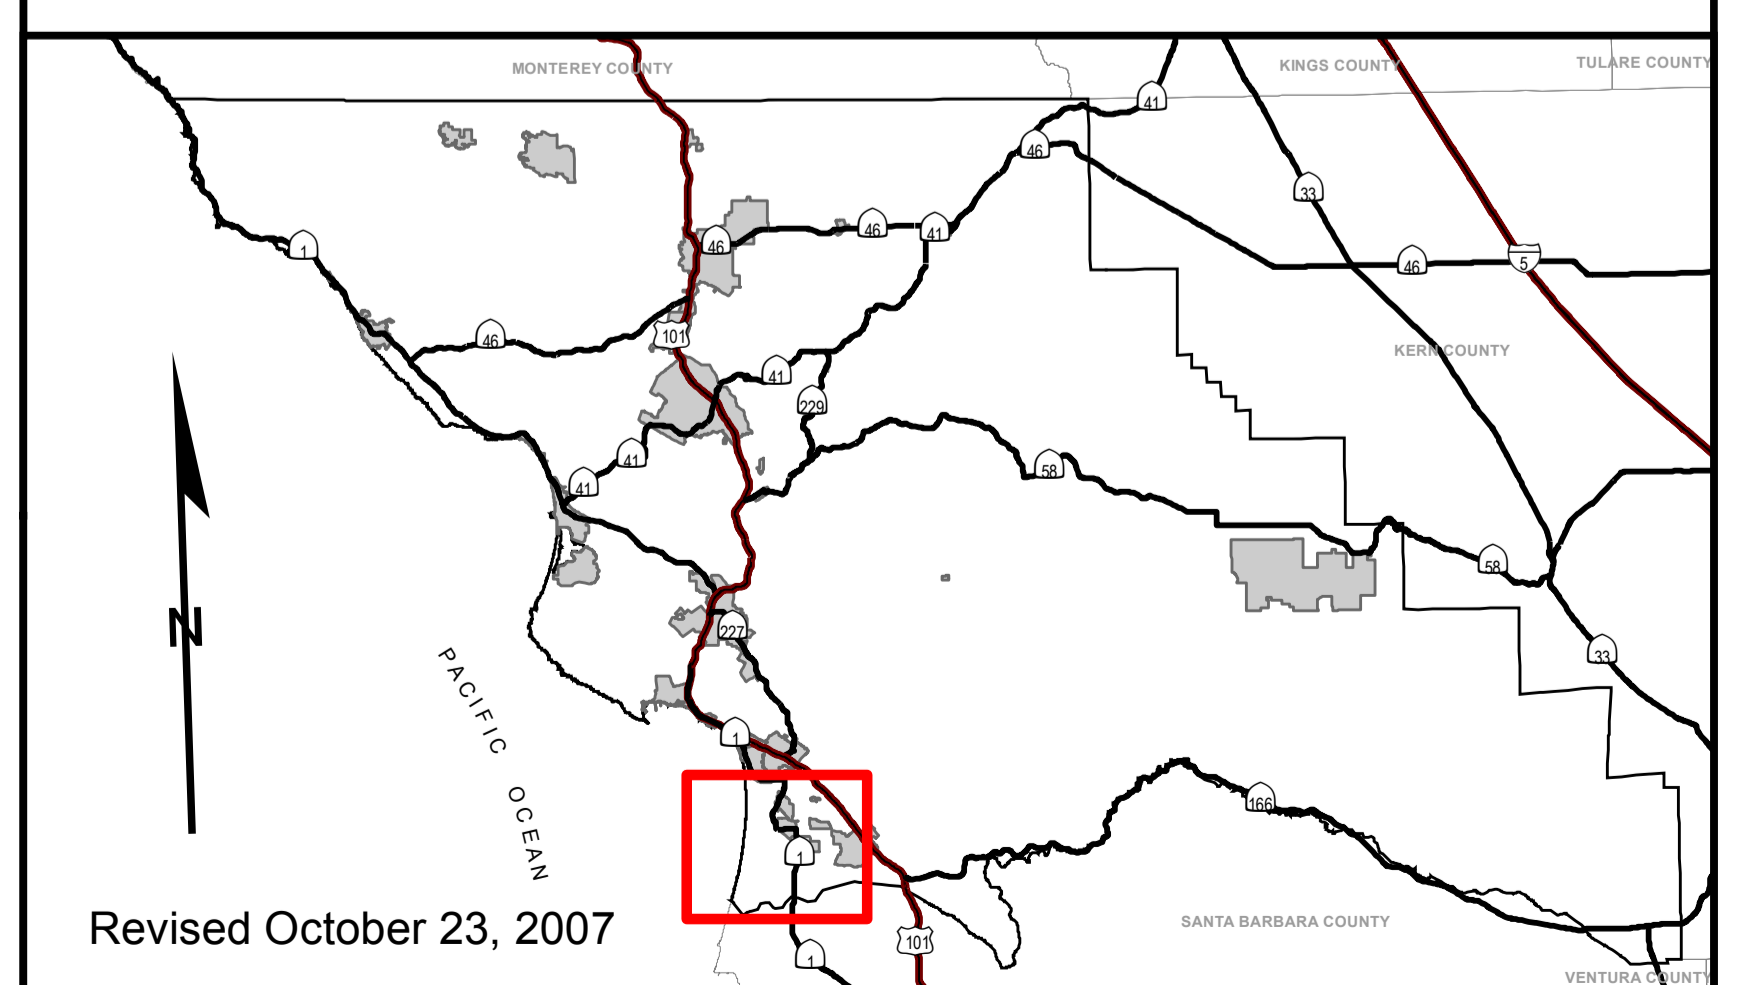 MONTEREY COUNTY
KINGS COUNTY
TULARE COUNTY
41
46
33
46
41
46
1
46
5
46
101
KERN COUNTY
41
229
41
58
41
58
227
33
PACIFIC OCEAN
N
1
166
1
Revised October 23, 2007
SANTA BARBARA COUNTY
101
1
VENTURA COUNTY